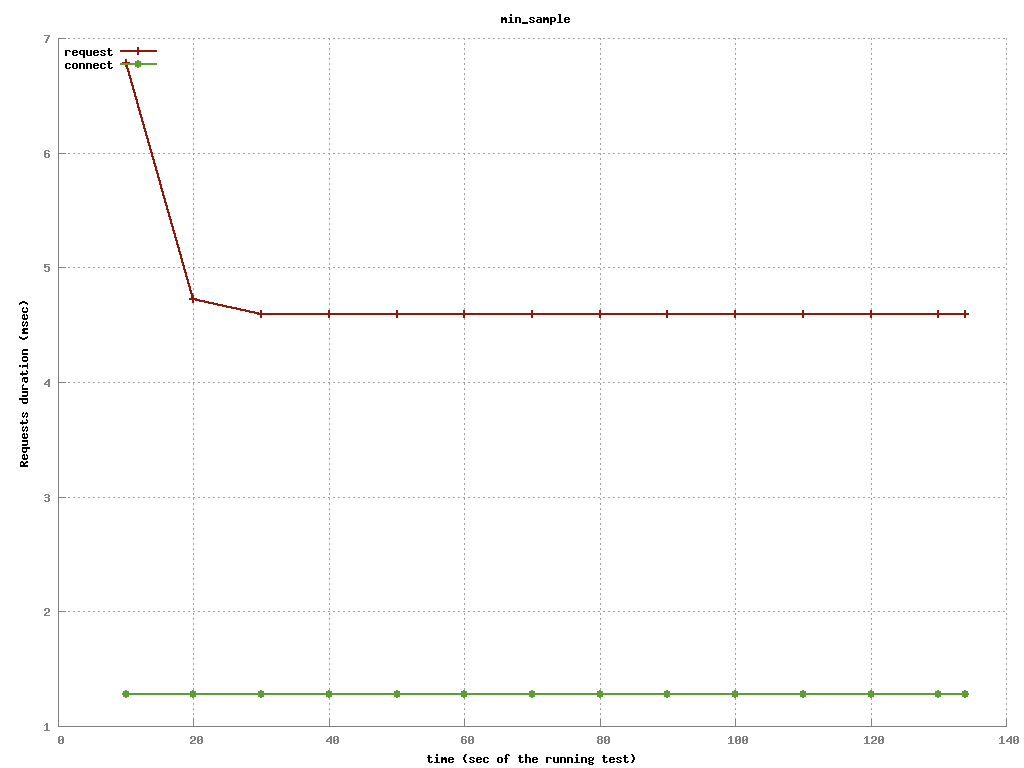 min_sample
7
request
connect
6
5
4
3
2
1
Requests duration (msec)
0 20 40 60 80 100 120 140
time (sec of the running test)